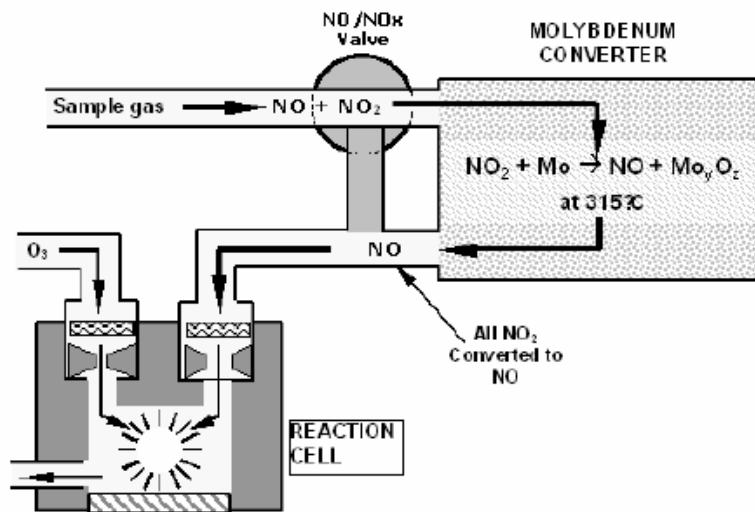 NO/NOx
Valve
MOLYBDENUM
CONVERTER
Sample gas
NO + NO₂
NO₂ + Mo → NO + MoyOz
at 315?C
O₃
NO
All NO₂
Converted to
NO
REACTION
CELL